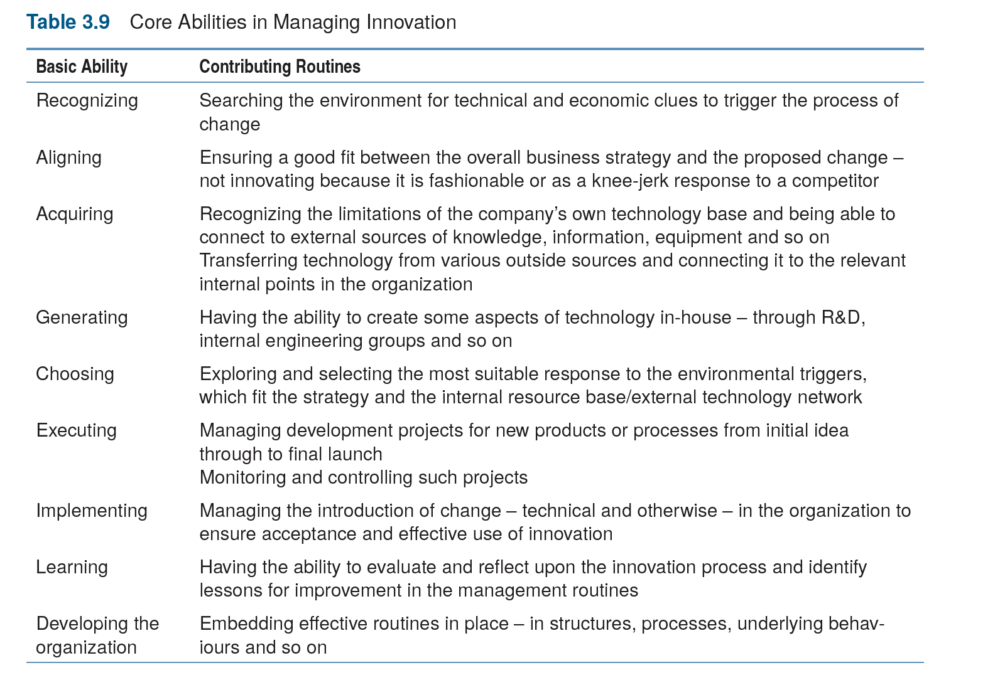 Table 3.9 Core Abilities in Managing Innovation
Basic Ability Contributing Routines
Recognizing Searching the environment for technical and economic clues to trigger the process of
change
Aligning Ensuring a good fit between the overall business strategy and the proposed change –
not innovating because it is fashionable or as a knee-jerk response to a competitor
Acquiring Recognizing the limitations of the company’s own technology base and being able to
connect to external sources of knowledge, information, equipment and so on
Transferring technology from various outside sources and connecting it to the relevant
internal points in the organization
Generating Having the ability to create some aspects of technology in-house – through R&D,
internal engineering groups and so on
Choosing Exploring and selecting the most suitable response to the environmental triggers,
which fit the strategy and the internal resource base/external technology network
Executing Managing development projects for new products or processes from initial idea
through to final launch
Monitoring and controlling such projects
Implementing Managing the introduction of change – technical and otherwise – in the organization to
ensure acceptance and effective use of innovation
Learning Having the ability to evaluate and reflect upon the innovation process and identify
lessons for improvement in the management routines
Developing the Embedding effective routines in place – in structures, processes, underlying behav-
organization iours and so on